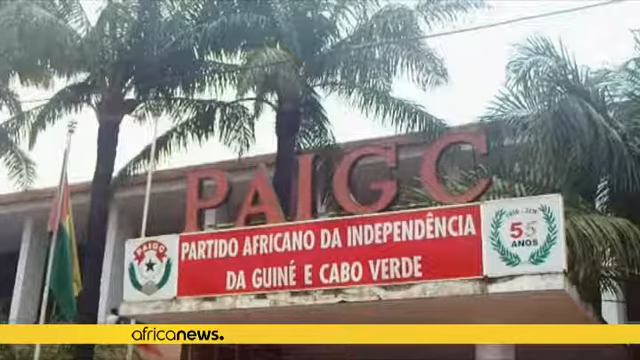 PAIGC
PAIGC
PARTIDO AFRICANO DA INDEPENDÊNCIA
DA GUINÉ E CABO VERDE
55
ANOS
africanews.